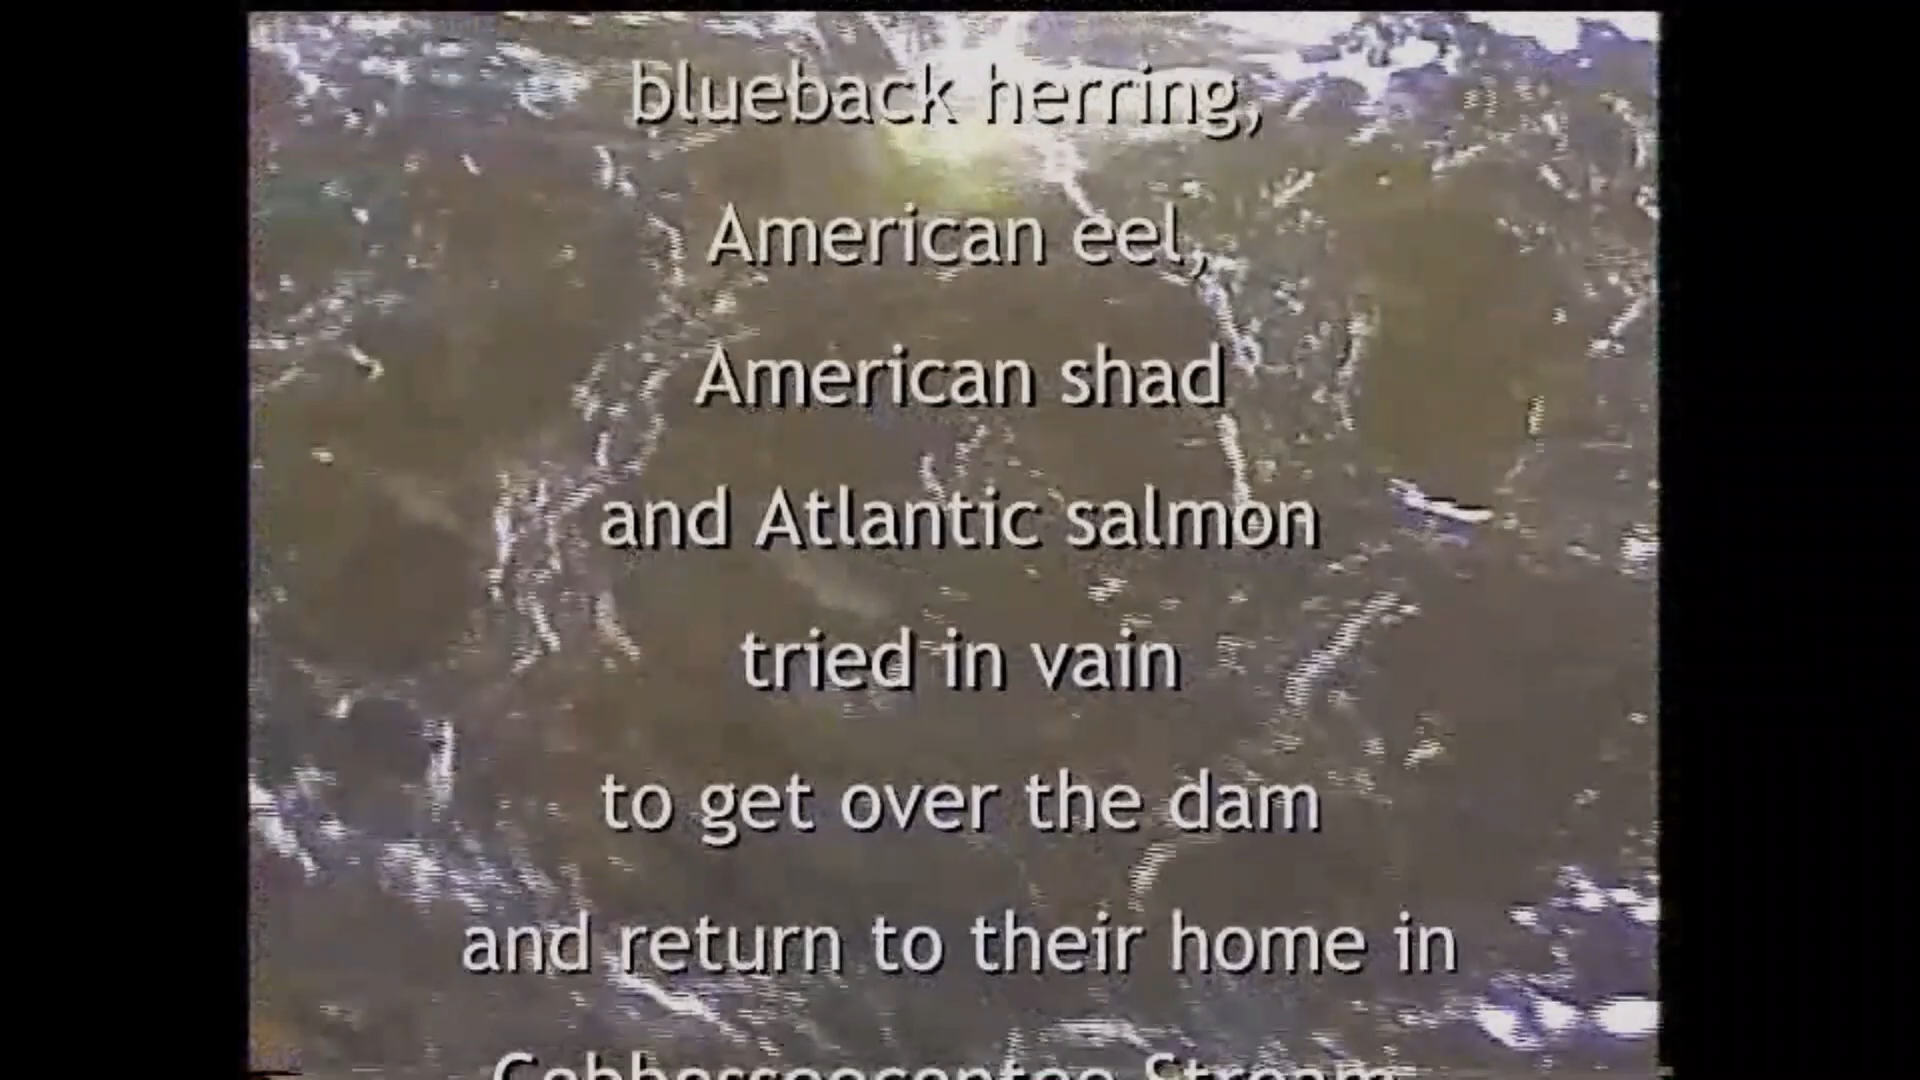 blueback herring,
American eel,
American shad
and Atlantic salmon
tried in vain
to get over the dam
and return to their home in
Stream